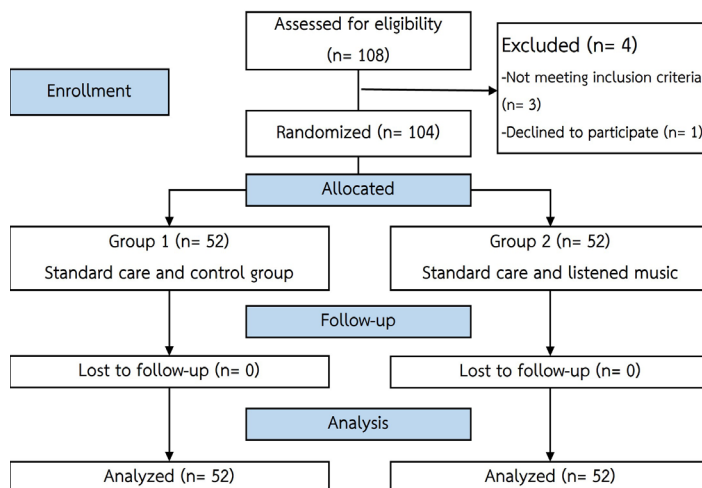 Assessed for eligibility
(n= 108)
Excluded (n= 4)
-Not meeting inclusion criteria
(n= 3)
-Declined to participate (n= 1)
Enrollment
Randomized (n= 104)
Allocated
Group 1 (n= 52)
Standard care and control group
Group 2 (n= 52)
Standard care and listened music
Follow-up
Lost to follow-up (n= 0)
Lost to follow-up (n= 0)
Analysis
Analyzed (n= 52)
Analyzed (n= 52)